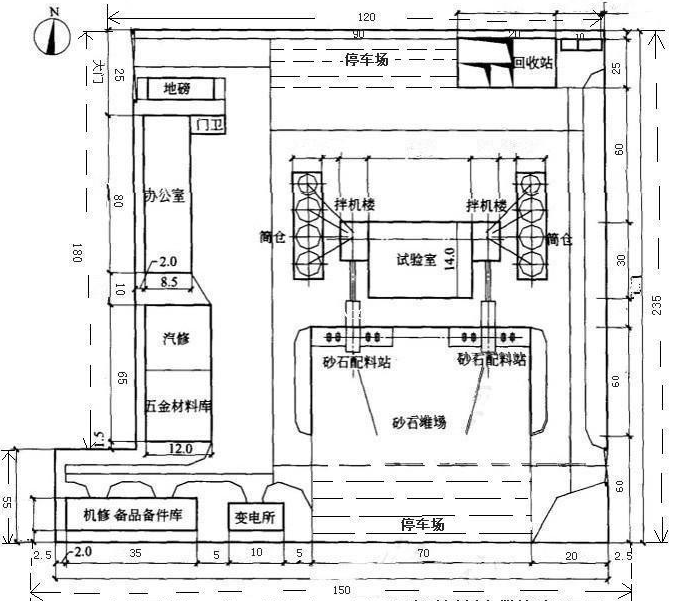 N
120
90
20
10
停车场
回收站
大门
25
地磅
25
门卫
60
办公室
80
拌机楼
拌机楼
筒仓
筒仓
试验室
14.0
180
2.0
8.5
10
30
235
汽修
砂石配料站
砂石配料站
65
60
五金材料库
砂石堆场
1.5
12.0
55
60
机修 备品备件库
变电所
停车场
2.5
2.0
35
5
10
5
70
20
2.5
150